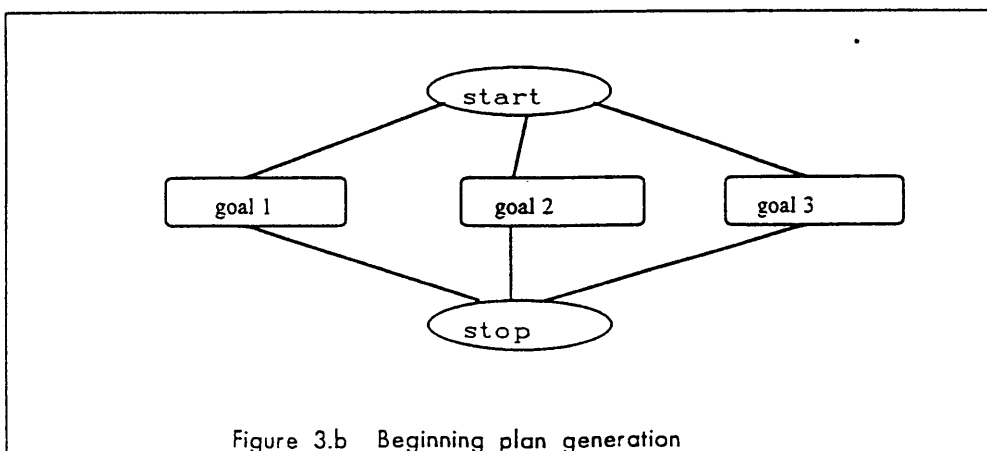 start
goal 1 goal 2 goal 3
stop
Figure 3.b Beginning plan generation